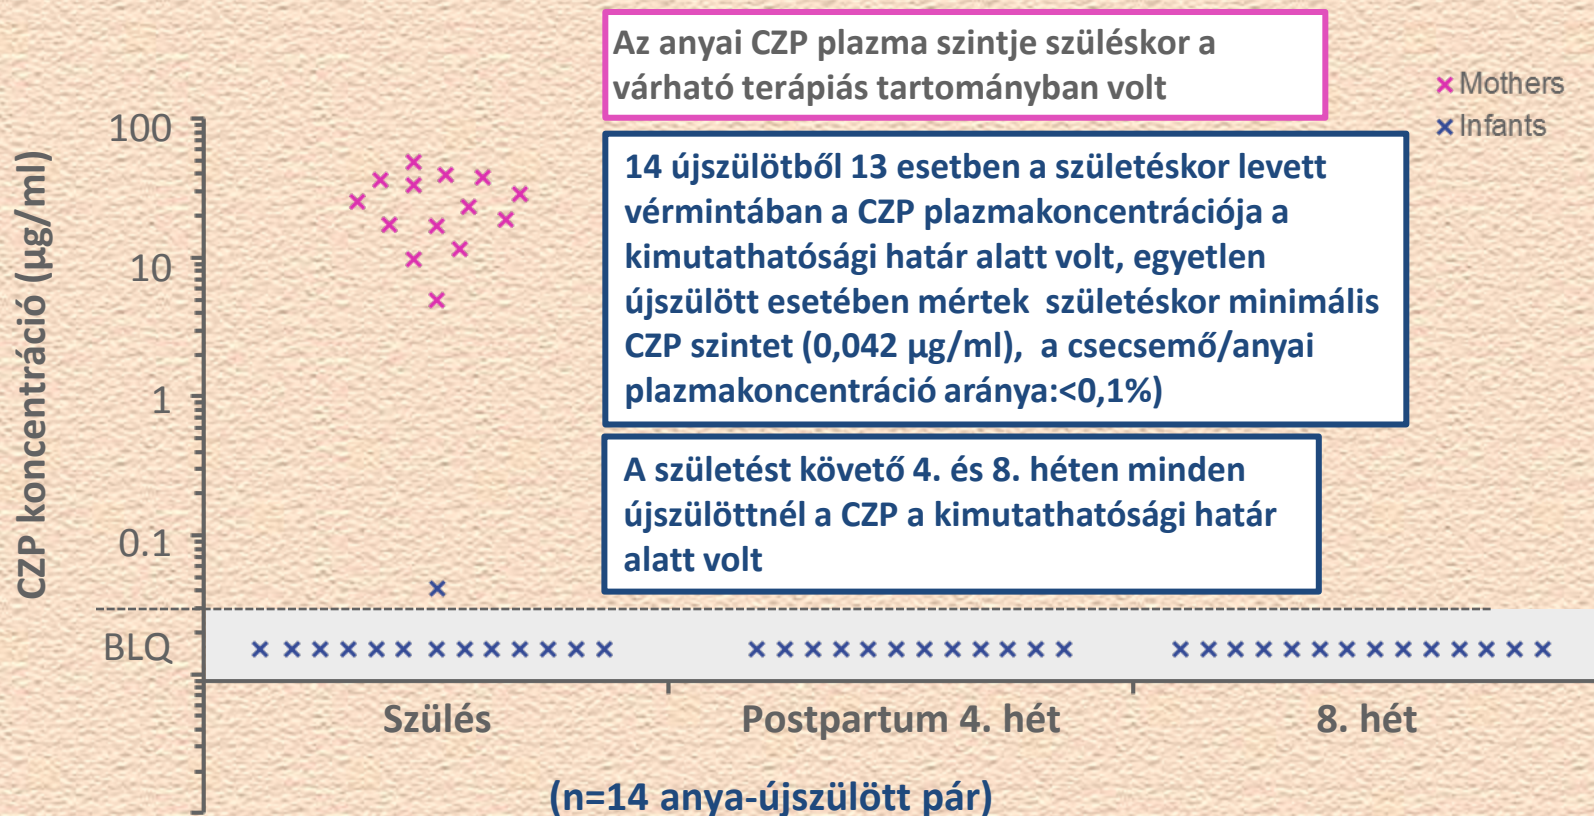 Az anyai CZP plazma szintje szüléskor a
várható terápiás tartományban volt
× Mothers
× Infants
14 újszülöttből 13 esetben a születéskor levett
vérmintában a CZP plazmakoncentrációja a
kimutathatósági határ alatt volt, egyetlen
újszülött esetében mértek születéskor minimális
CZP szintet (0,042 µg/ml), a csecsemő/anyai
plazmakoncentráció aránya:<0,1%)
A születést követő 4. és 8. héten minden
újszülöttnél a CZP a kimutathatósági határ
alatt volt
CZP koncentráció (µg/ml)
100
10
1
0.1
BLQ
Szülés
Postpartum 4. hét
8. hét
(n=14 anya-újszülött pár)